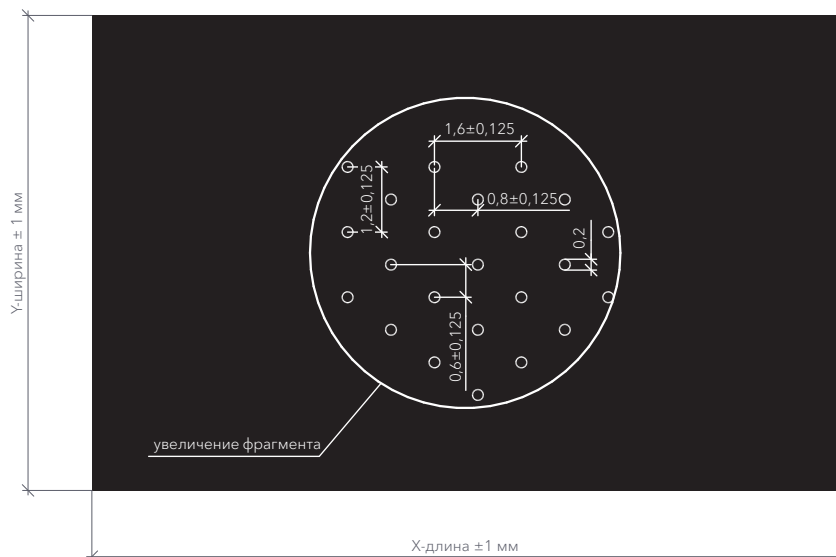 1,6±0,125
1,2±0,125
0,8±0,125
0,2
0,6±0,125
Y-ширина ± 1 мм
увеличение фрагмента
X-длина ±1 мм